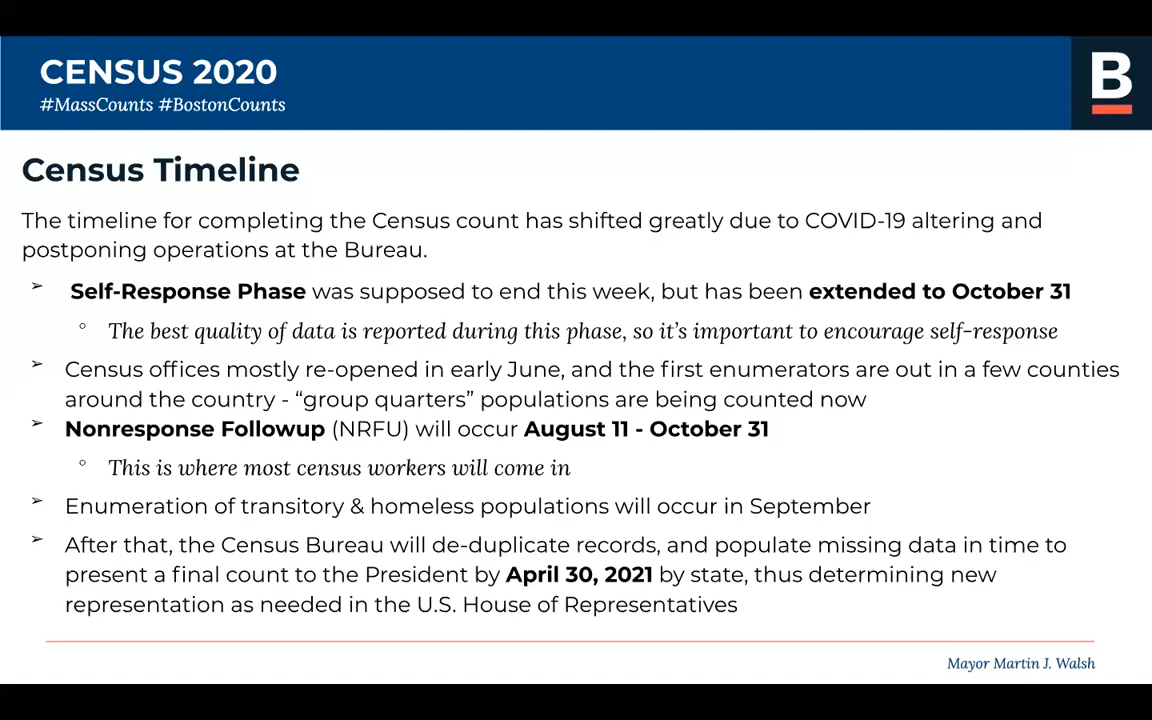 CENSUS 2020
#MassCounts #BostonCounts
B
Census Timeline
The timeline for completing the Census count has shifted greatly due to COVID-19 altering and
postponing operations at the Bureau.
➢ Self-Response Phase was supposed to end this week, but has been extended to October 31
○ The best quality of data is reported during this phase, so it’s important to encourage self-response
➢ Census offices mostly re-opened in early June, and the first enumerators are out in a few counties
around the country - “group quarters” populations are being counted now
➢ Nonresponse Followup (NRFU) will occur August 11 - October 31
○ This is where most census workers will come in
➢ Enumeration of transitory & homeless populations will occur in September
➢ After that, the Census Bureau will de-duplicate records, and populate missing data in time to
present a final count to the President by April 30, 2021 by state, thus determining new
representation as needed in the U.S. House of Representatives
Mayor Martin J. Walsh